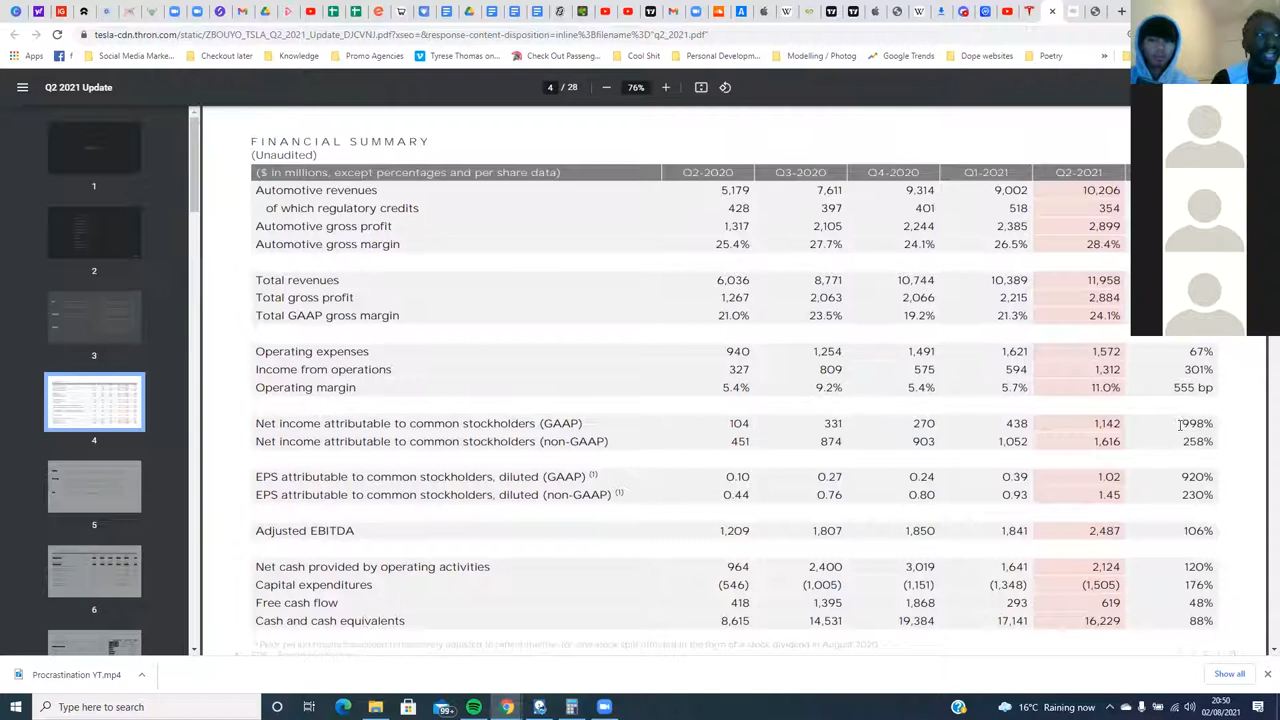 tesla-cdn.thron.com/static/ZBOUYO_TSLA_Q2_2021_Update_DJCVNJ.pdf?xseo=&response-content-disposition=inline%3Bfilename%3D"q2_2021.pdf"
Apps f Social Media Marke... Checkout later Knowledge Promo Agencies Tyrese Thomas on... Check Out Passeng... Cool Shit Personal Developm... Modelling / Photog Google Trends Dope websites Poetry »
Q2 2021 Update 4 / 28 76%
FINANCIAL SUMMARY
(Unaudited)
($ in millions, except percentages and per share data) Q2-2020 Q3-2020 Q4-2020 Q1-2021 Q2-2021
Automotive revenues 5,179 7,611 9,314 9,002 10,206
of which regulatory credits 428 397 401 518 354
Automotive gross profit 1,317 2,105 2,244 2,385 2,899
Automotive gross margin 25.4% 27.7% 24.1% 26.5% 28.4%
Total revenues 6,036 8,771 10,744 10,389 11,958
Total gross profit 1,267 2,063 2,066 2,215 2,884
Total GAAP gross margin 21.0% 23.5% 19.2% 21.3% 24.1%
Operating expenses 940 1,254 1,491 1,621 1,572 67%
Income from operations 327 809 575 594 1,312 301%
Operating margin 5.4% 9.2% 5.4% 5.7% 11.0% 555 bp
Net income attributable to common stockholders (GAAP) 104 331 270 438 1,142 998%
Net income attributable to common stockholders (non-GAAP) 451 874 903 1,052 1,616 258%
EPS attributable to common stockholders, diluted (GAAP) (1) 0.10 0.27 0.24 0.39 1.02 920%
EPS attributable to common stockholders, diluted (non-GAAP) (1) 0.44 0.76 0.80 0.93 1.45 230%
Adjusted EBITDA 1,209 1,807 1,850 1,841 2,487 106%
Net cash provided by operating activities 964 2,400 3,019 1,641 2,124 120%
Capital expenditures (546) (1,005) (1,151) (1,348) (1,505) 176%
Free cash flow 418 1,395 1,868 293 619 48%
Cash and cash equivalents 8,615 14,531 19,384 17,141 16,229 88%
1
2
3
4
5
6
Procrastination YT.mp4 Show all
Type here to search 99+ 16°C Raining now 20:50
02/08/2021